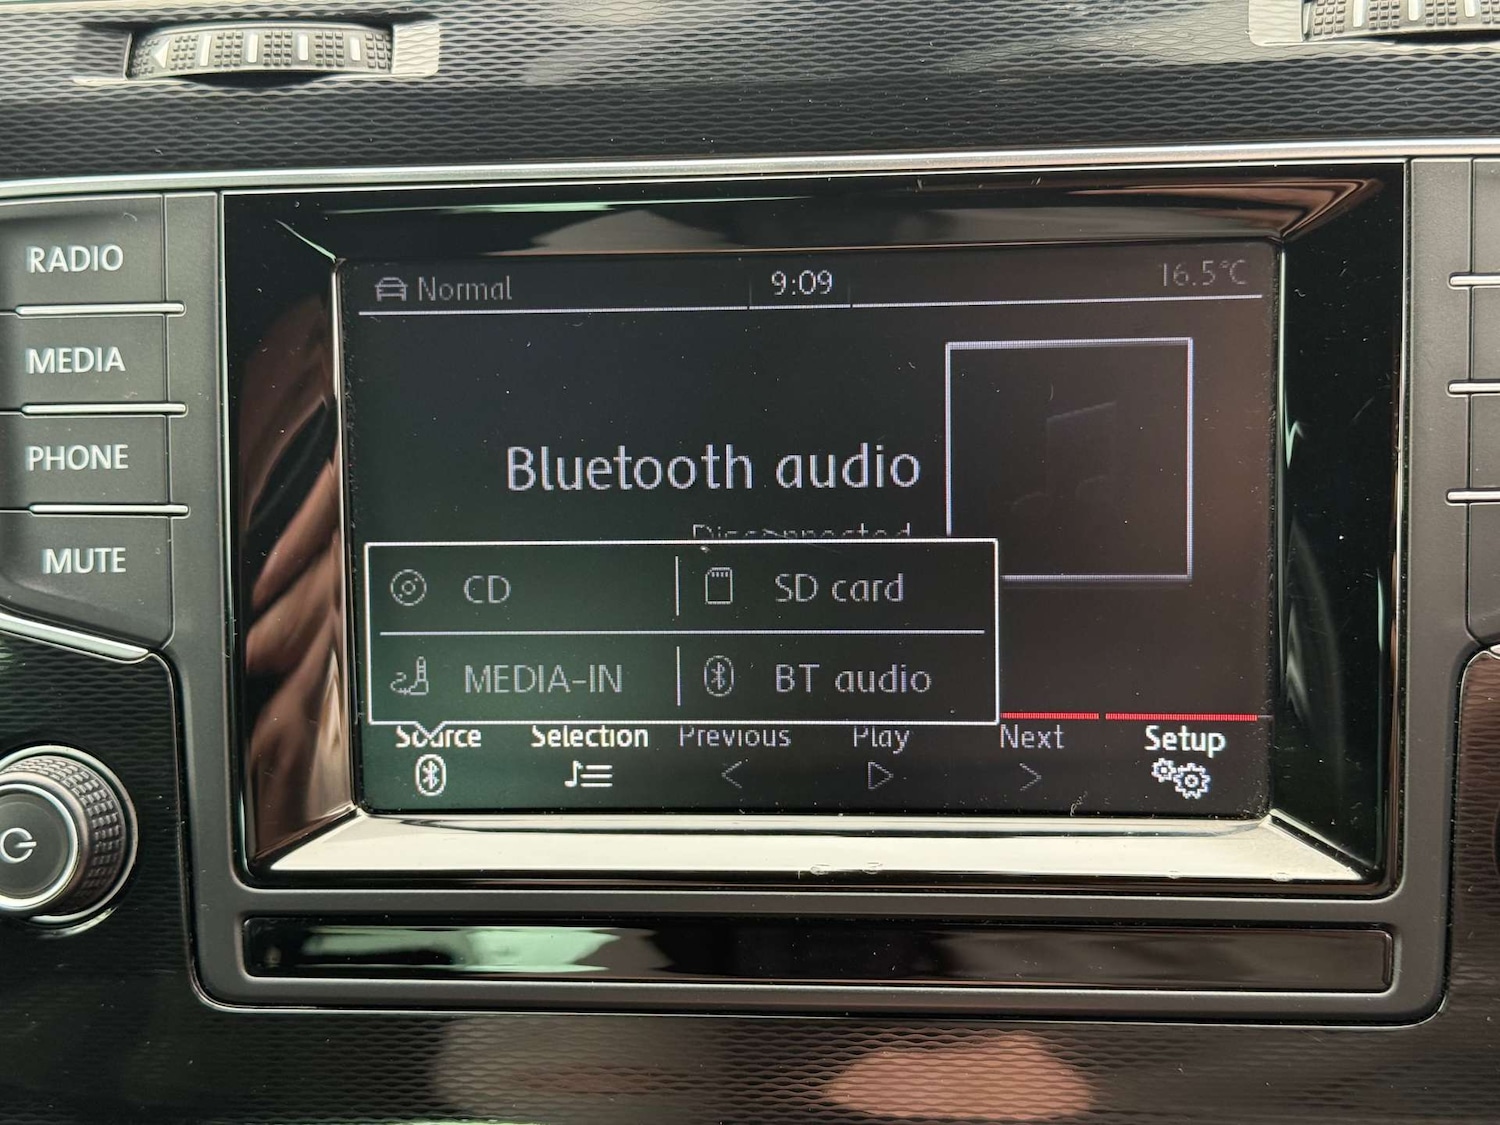 RADIO
MEDIA
PHONE
MUTE
Normal 9:09 16.5°C
Bluetooth audio
Disconnected
CD SD card
MEDIA-IN BT audio
Source Selection Previous Play Next Setup